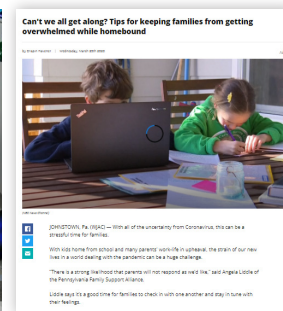 Can't we all get along? Tips for keeping families from getting
overwhelmed while homebound
JOHNSTOWN, Pa. (WJAC) — With all of the uncertainty from Coronavirus, this can be a
stressful time for families.
With kids home from school and many parents' work-life in upheaval, the strain of our new
lives in a world dealing with the pandemic can be a huge challenge.
"There is a strong likelihood that parents will not respond as we'd like," said Angela Liddle of
the Pennsylvania Family Support Alliance.
Liddle says it's a good time for families to check in with one another and stay in tune with
their feelings.